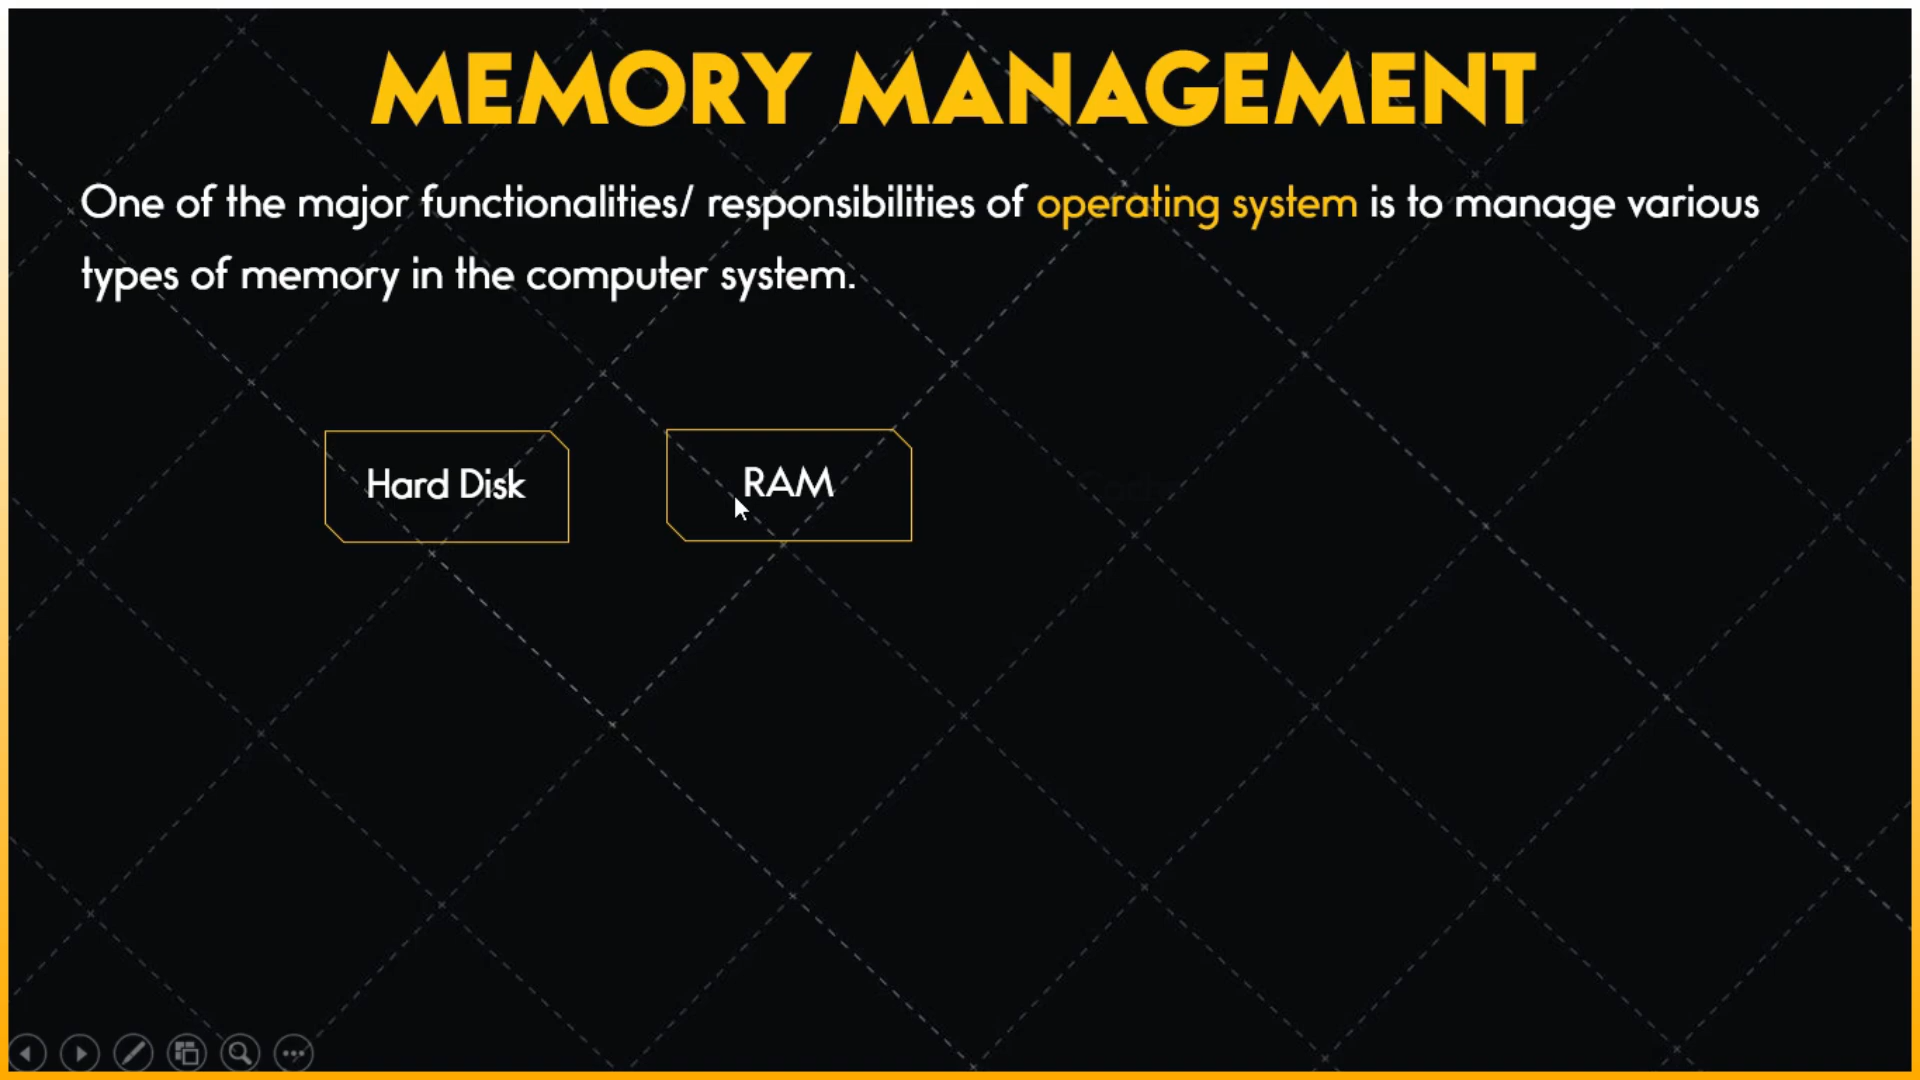 MEMORY MANAGEMENT
One of the major functionalities/ responsibilities of operating system is to manage various
types of memory in the computer system.
Hard Disk
RAM